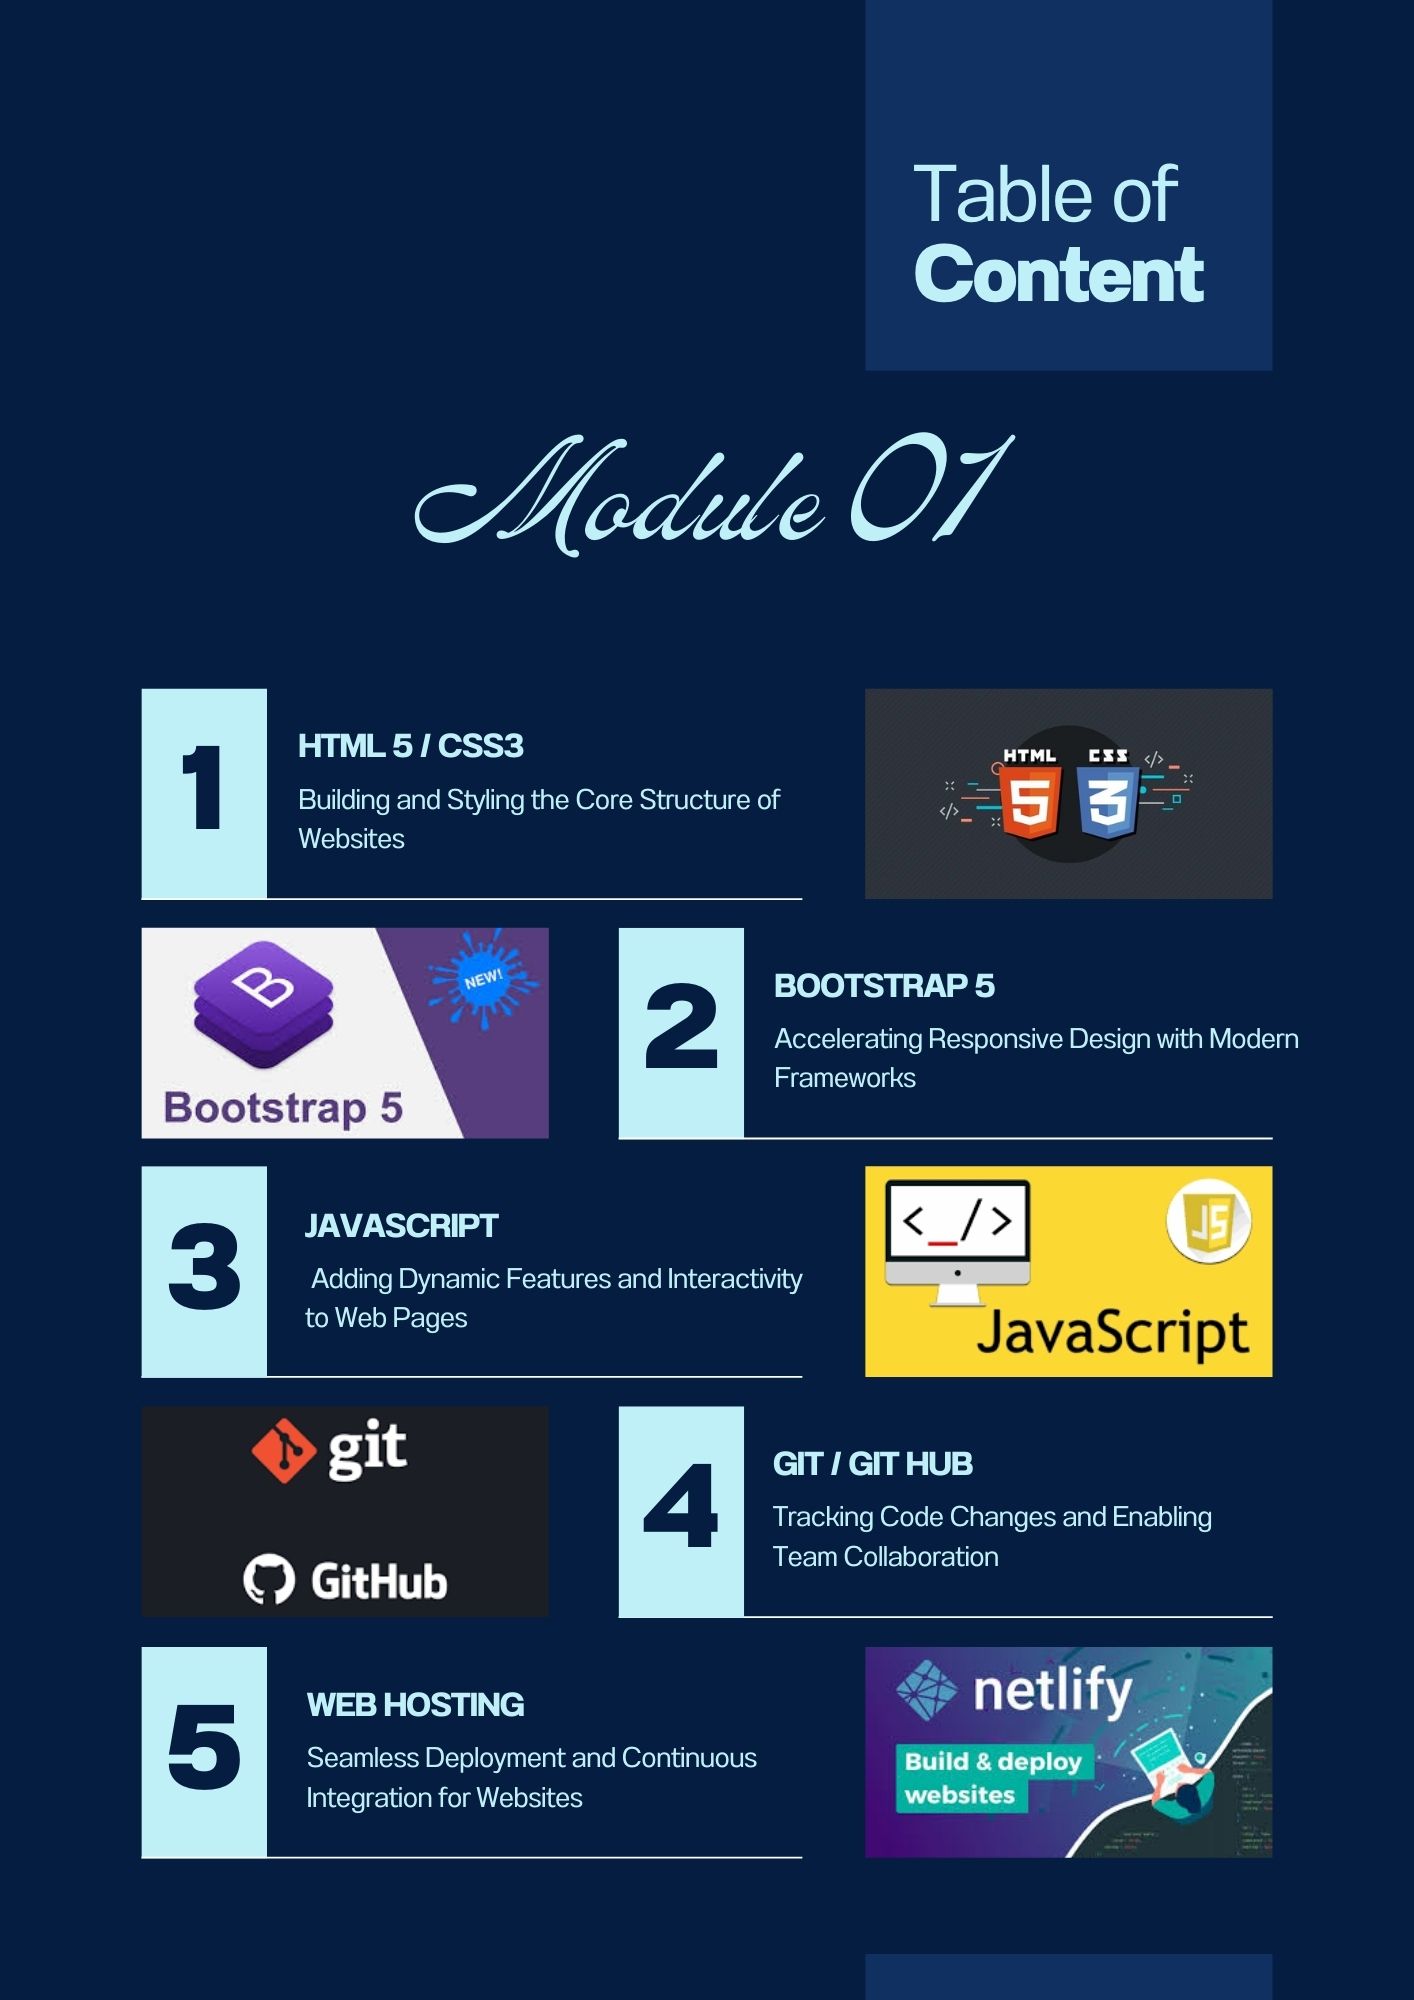 Table of
Content
Module 01
1
HTML 5 / CSS3
Building and Styling the Core Structure of
Websites
HTML CSS
5 3
</> </>
B
NEW!
Bootstrap 5
2
BOOTSTRAP 5
Accelerating Responsive Design with Modern
Frameworks
3
JAVASCRIPT
Adding Dynamic Features and Interactivity
to Web Pages
<_/>
JS
JavaScript
git
GitHub
4
GIT / GIT HUB
Tracking Code Changes and Enabling
Team Collaboration
5
WEB HOSTING
Seamless Deployment and Continuous
Integration for Websites
netlify
Build & deploy
websites